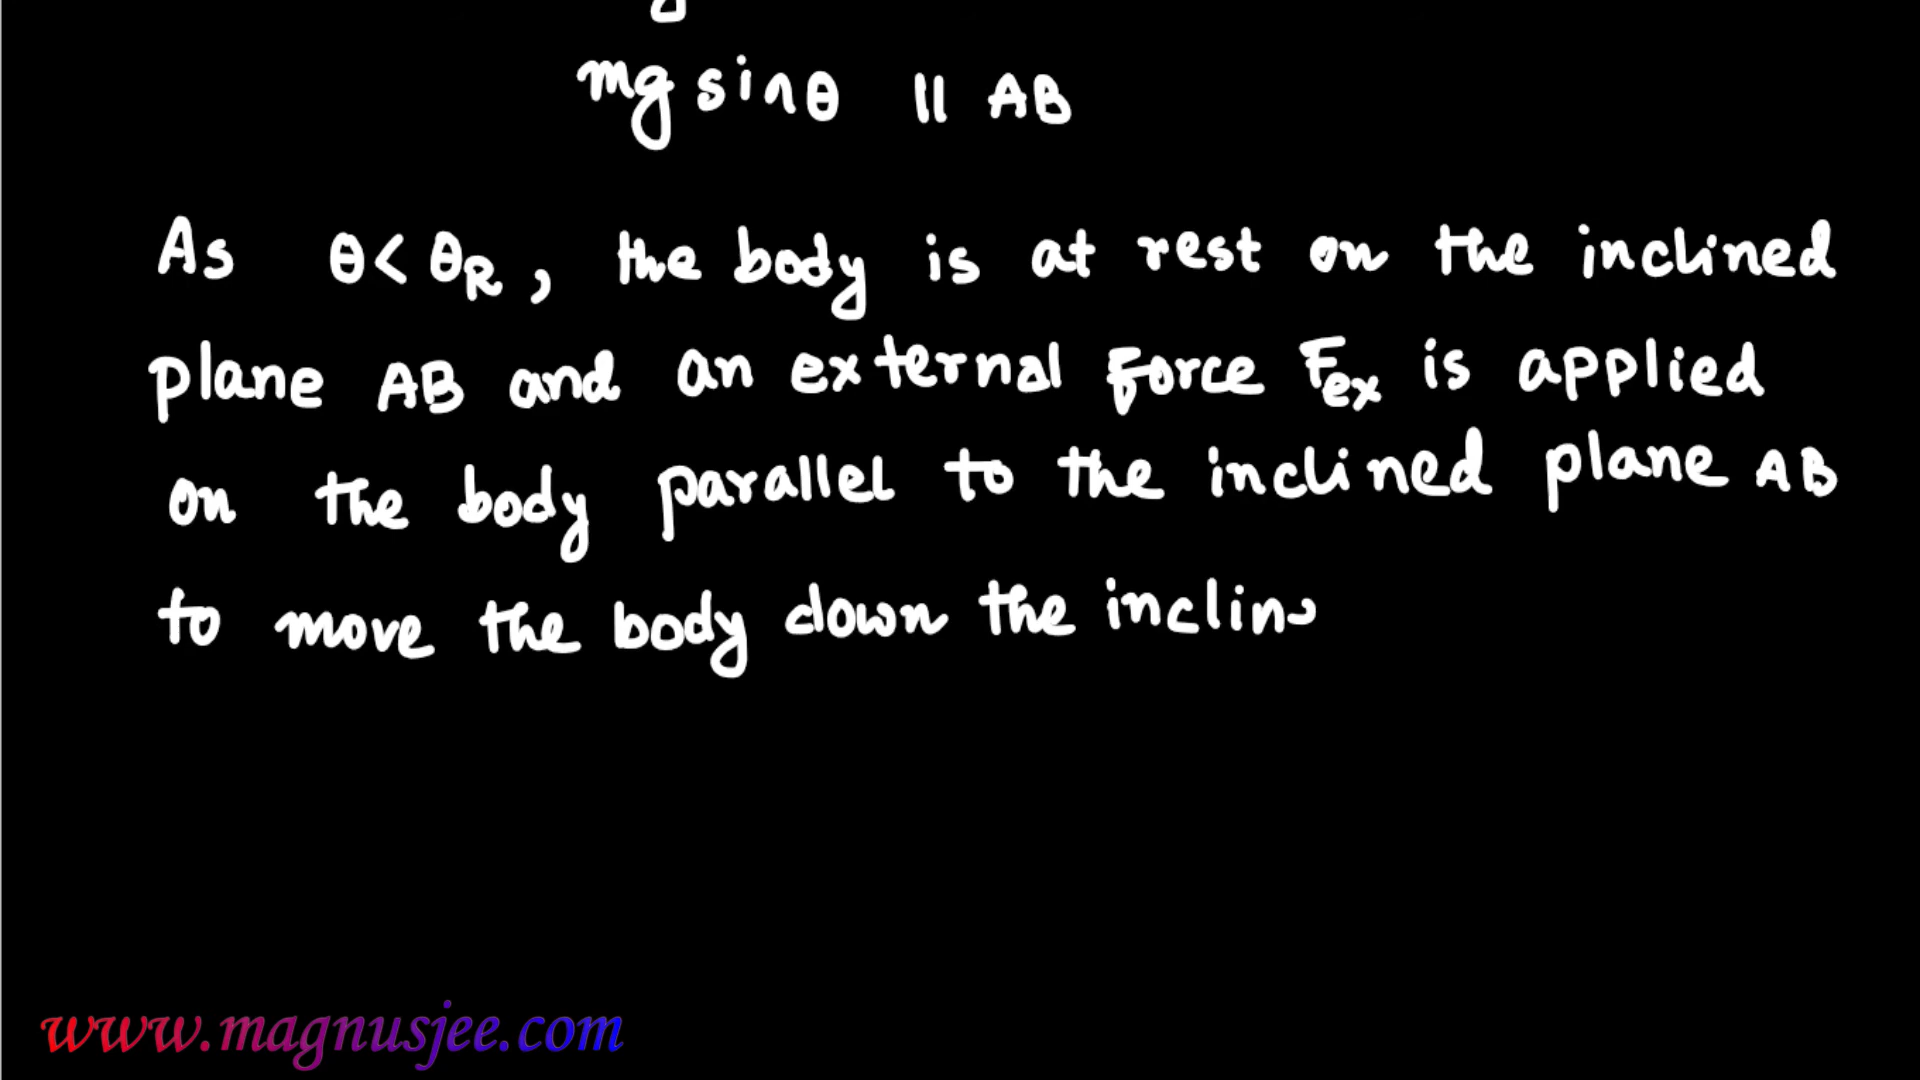 mg sinθ || AB
As θ < θR, the body is at rest on the inclined
plane AB and an external force Fex is applied
on the body parallel to the inclined plane AB
to move the body down the
www.magnusjee.com